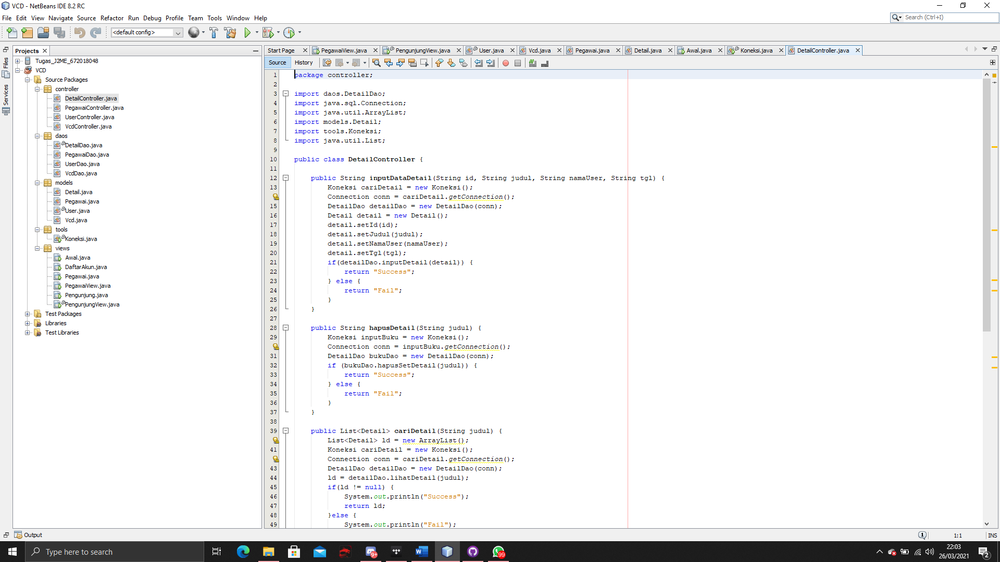 VCD - NetBeans IDE 8.2 RC
File Edit View Navigate Source Refactor Run Debug Profile Team Tools Window Help
Search (Ctrl+I)
<default config>
Files
Services
Projects
Tugas_J2ME_672018048
VCD
Source Packages
controller
DetailController.java
PegawaiController.java
UserController.java
VcdController.java
daos
DetailDao.java
PegawaiDao.java
UserDao.java
VcdDao.java
models
Detail.java
Pegawai.java
User.java
Vcd.java
tools
Koneksi.java
views
Awal.java
DaftarAkun.java
Pegawai.java
PegawaiView.java
Pengunjung.java
PengunjungView.java
Test Packages
Libraries
Test Libraries
Start Page PegawaiView.java PengunjungView.java User.java Vcd.java Pegawai.java Detail.java Awal.java Koneksi.java DetailController.java
Source History
1 package controller;
2
3 import daos.DetailDao;
4 import java.sql.Connection;
5 import java.util.ArrayList;
6 import models.Detail;
7 import tools.Koneksi;
8 import java.util.List;
9
10 public class DetailController {
11
12 public String inputDataDetail(String id, String judul, String namaUser, String tgl) {
13 Koneksi cariDetail = new Koneksi();
Connection conn = cariDetail.getConnection();
15 DetailDao detailDao = new DetailDao(conn);
16 Detail detail = new Detail();
17 detail.setId(id);
18 detail.setJudul(judul);
19 detail.setNamaUser(namaUser);
20 detail.setTgl(tgl);
21 if(detailDao.inputDetail(detail)) {
22 return "Success";
23 } else {
24 return "Fail";
25 }
26 }
27
28 public String hapusDetail(String judul) {
29 Koneksi inputBuku = new Koneksi();
Connection conn = inputBuku.getConnection();
31 DetailDao bukuDao = new DetailDao(conn);
32 if (bukuDao.hapusSetDetail(judul)) {
33 return "Success";
34 } else {
35 return "Fail";
36 }
37 }
38
39 public List<Detail> cariDetail(String judul) {
List<Detail> ld = new ArrayList();
41 Koneksi cariDetail = new Koneksi();
Connection conn = cariDetail.getConnection();
43 DetailDao detailDao = new DetailDao(conn);
44 ld = detailDao.lihatDetail(judul);
45 if(ld != null) {
46 System.out.println("Success");
47 return ld;
48 }else {
49 System.out.println("Fail");
Output
1 1:1 INS
Type here to search
9+
99
22:03
26/03/2021
2